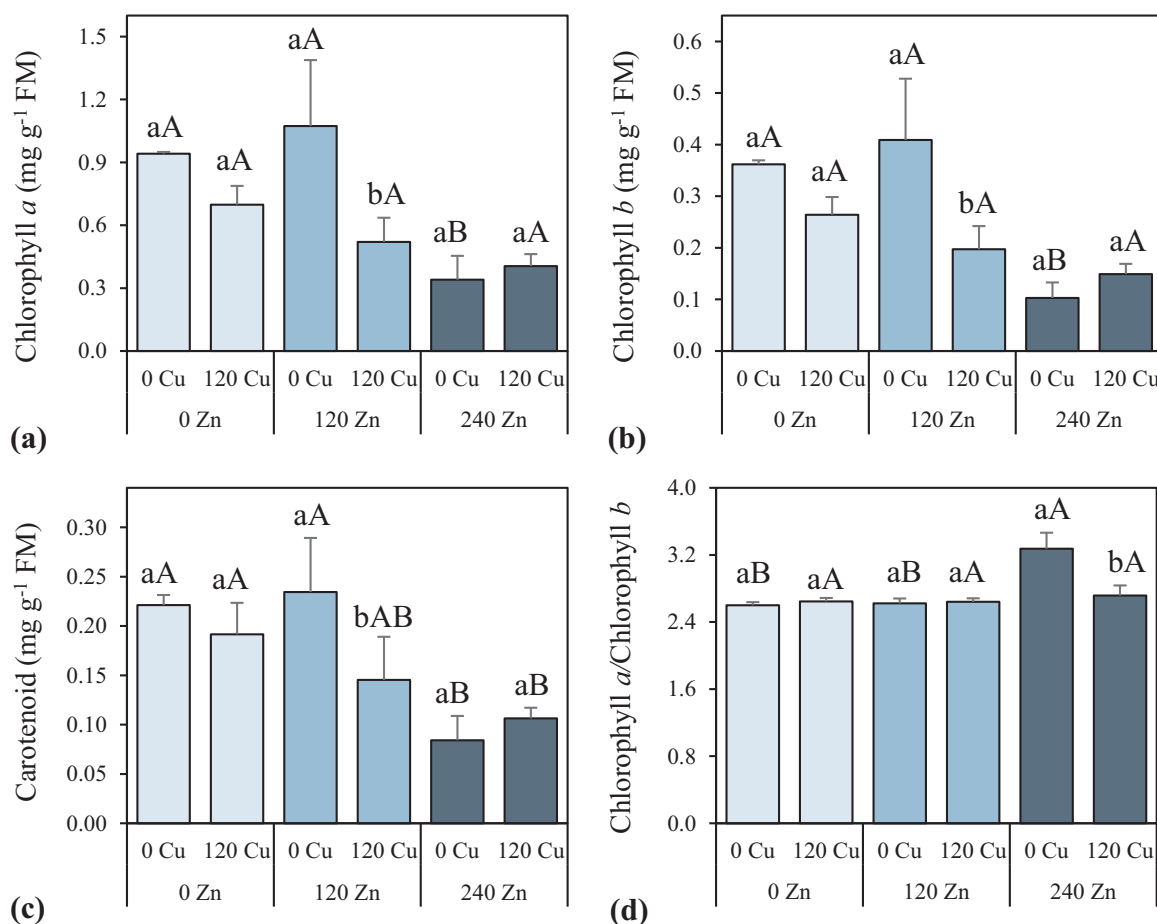 Chlorophyll a (mg g-1 FM)
1.5
1.2
0.9
0.6
0.3
0.0
aA
aA
aA
bA
aB
aA
0 Cu 120 Cu 0 Cu 120 Cu 0 Cu 120 Cu
0 Zn 120 Zn 240 Zn
(a)
Chlorophyll b (mg g-1 FM)
0.6
0.5
0.4
0.3
0.2
0.1
0.0
aA
aA
aA
bA
aB
aA
0 Cu 120 Cu 0 Cu 120 Cu 0 Cu 120 Cu
0 Zn 120 Zn 240 Zn
(b)
Carotenoid (mg g-1 FM)
0.30
0.25
0.20
0.15
0.10
0.05
0.00
aA
aA
aA
bAB
aB
aB
0 Cu 120 Cu 0 Cu 120 Cu 0 Cu 120 Cu
0 Zn 120 Zn 240 Zn
(c)
Chlorophyll a/Chlorophyll b
4.0
3.2
2.4
1.6
0.8
0.0
aB
aA
aB
aA
aA
bA
0 Cu 120 Cu 0 Cu 120 Cu 0 Cu 120 Cu
0 Zn 120 Zn 240 Zn
(d)